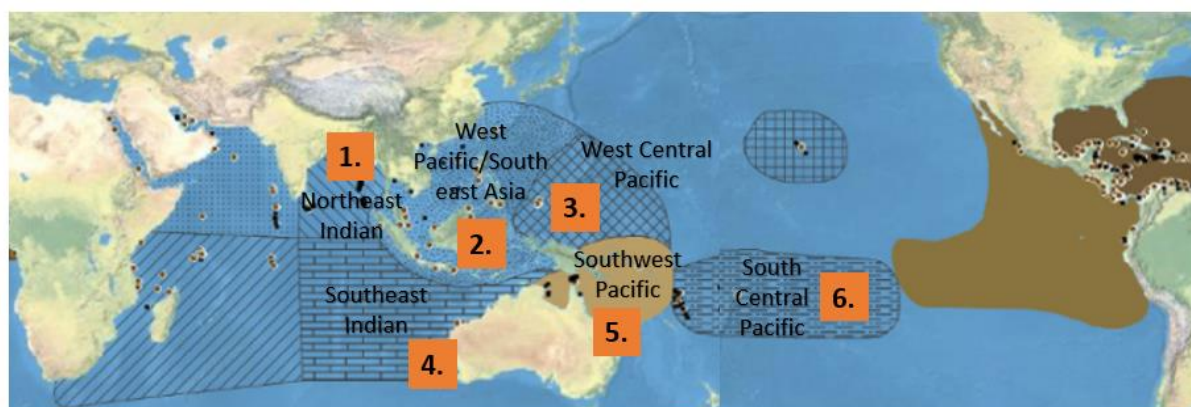 1.
West
Pacific/South
east Asia
West Central
Pacific
Northeast
Indian
3.
2.
Southwest
Pacific
South
Central
Pacific
6.
Southeast
Indian
5.
4.